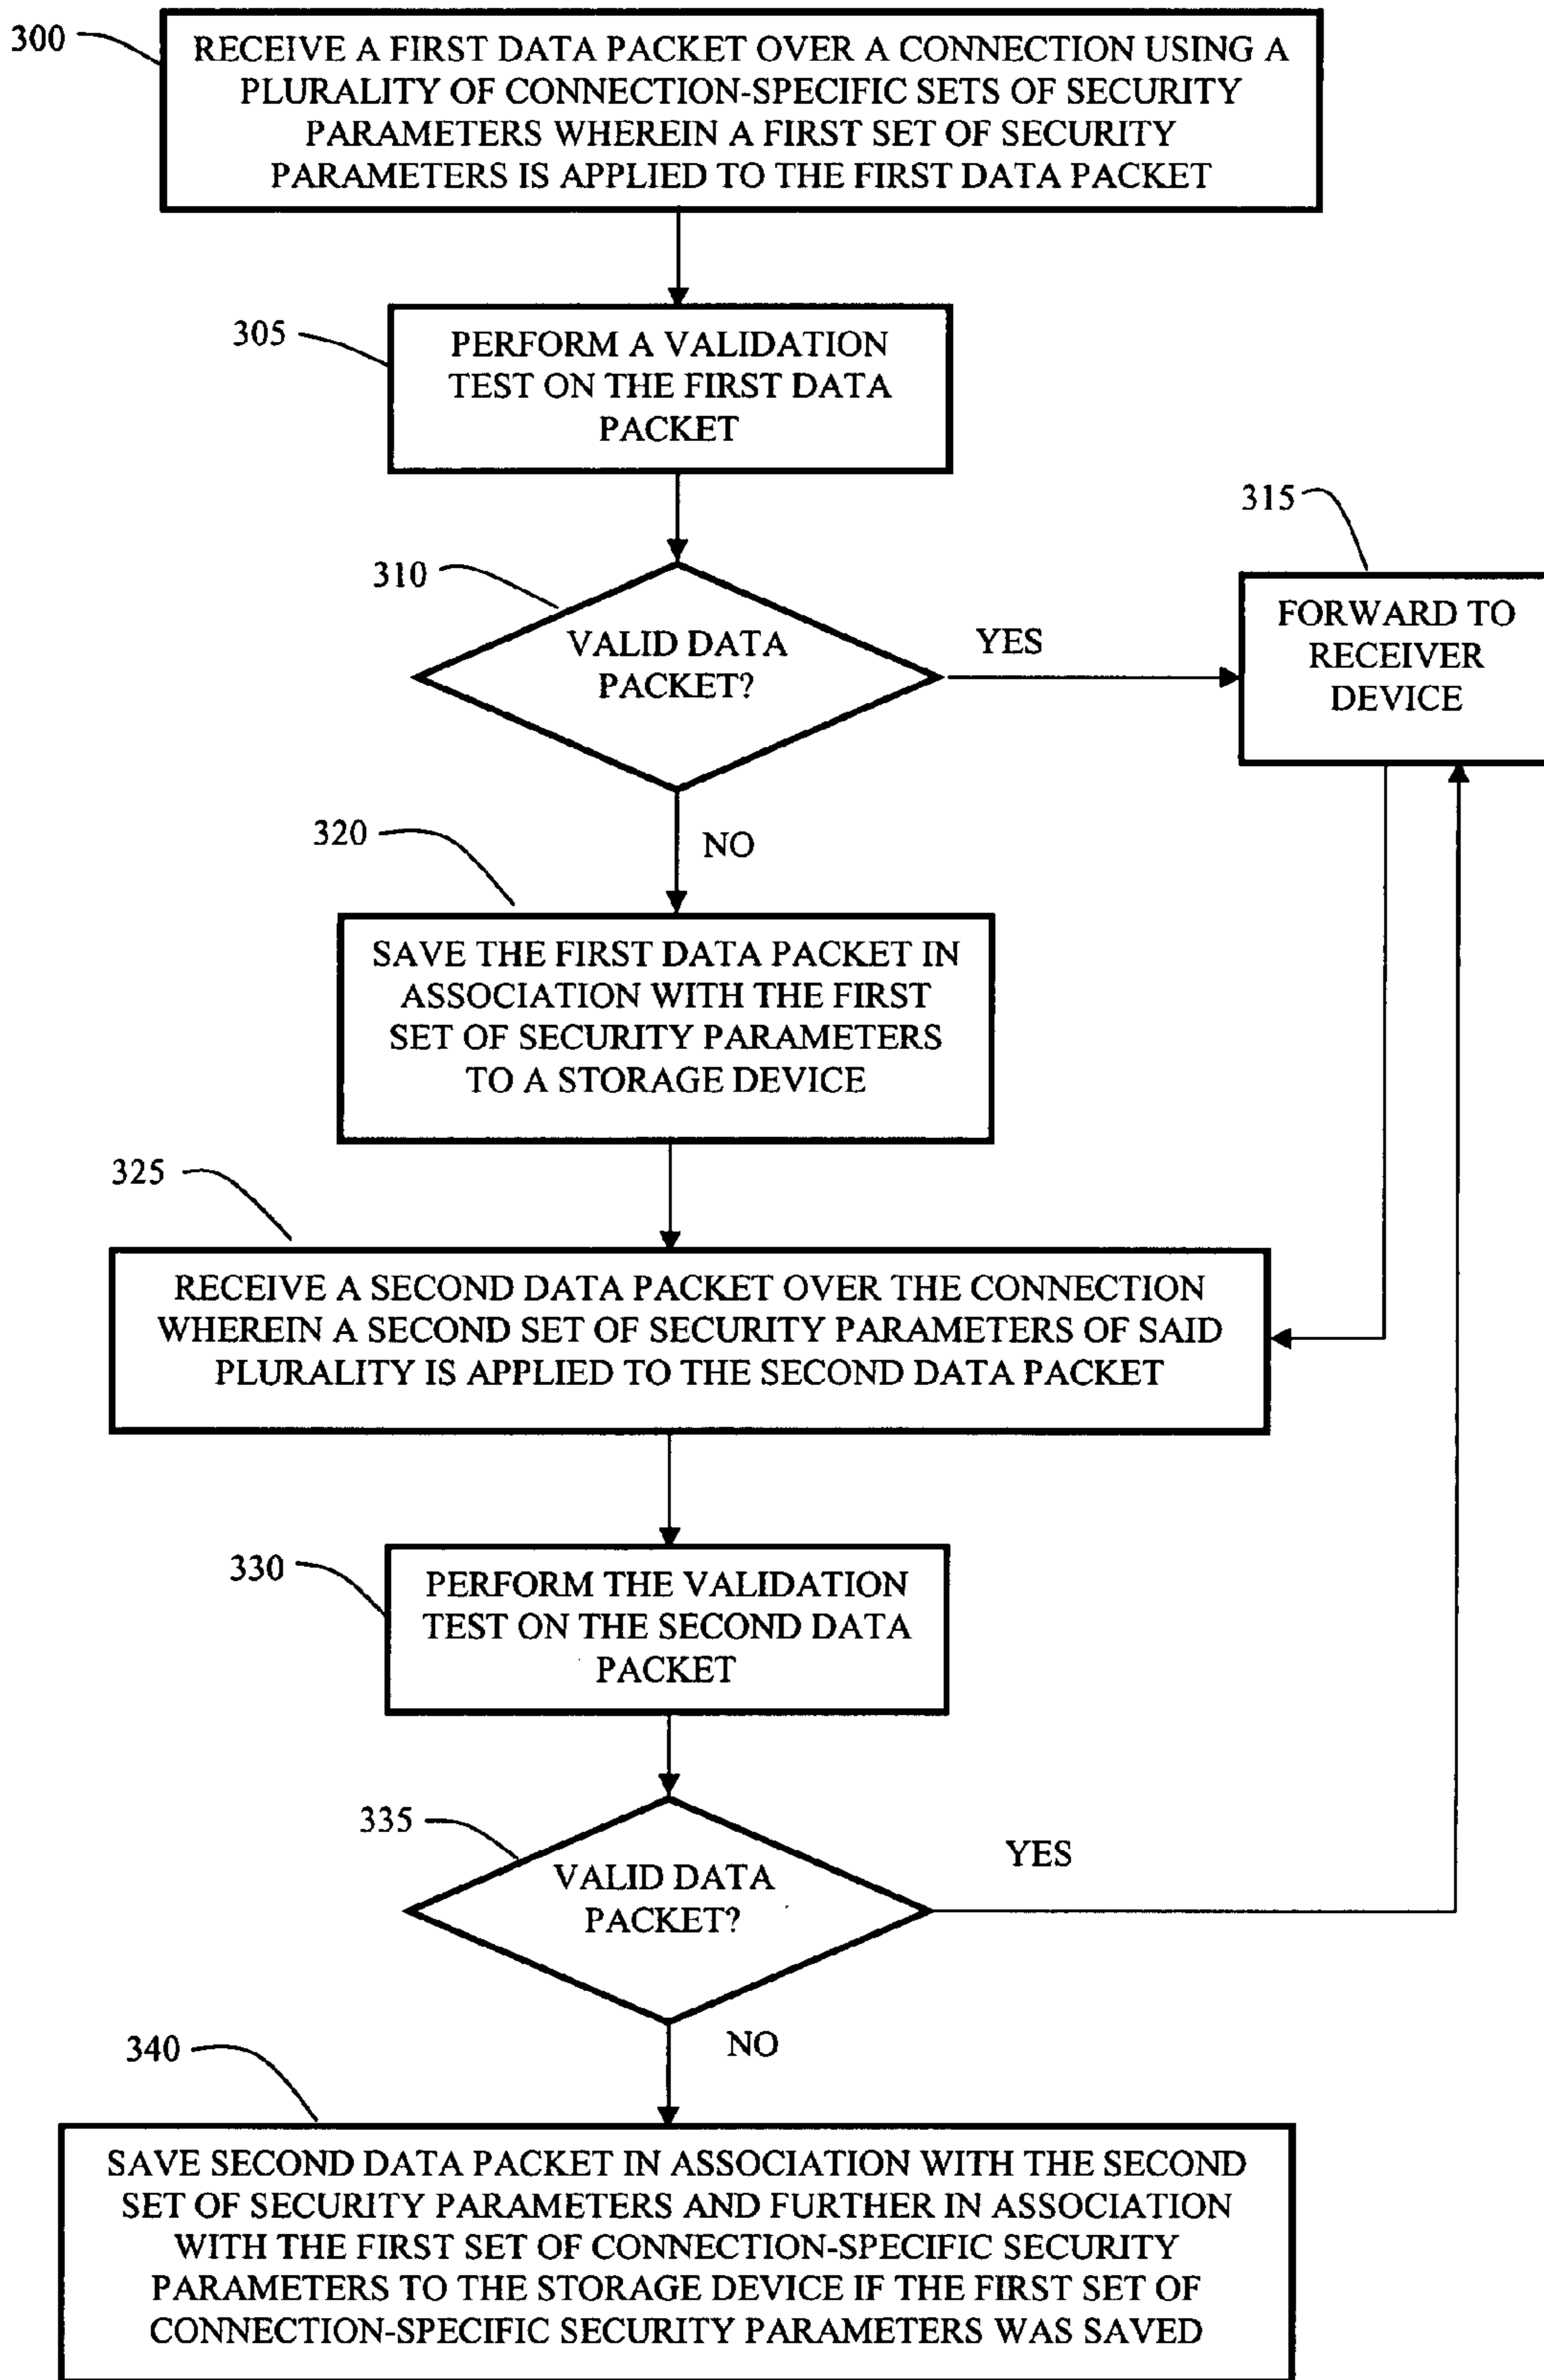 300
RECEIVE A FIRST DATA PACKET OVER A CONNECTION USING A
PLURALITY OF CONNECTION-SPECIFIC SETS OF SECURITY
PARAMETERS WHEREIN A FIRST SET OF SECURITY
PARAMETERS IS APPLIED TO THE FIRST DATA PACKET
305
PERFORM A VALIDATION
TEST ON THE FIRST DATA
PACKET
310
VALID DATA
PACKET?
YES
315
FORWARD TO
RECEIVER
DEVICE
NO
320
SAVE THE FIRST DATA PACKET IN
ASSOCIATION WITH THE FIRST
SET OF SECURITY PARAMETERS
TO A STORAGE DEVICE
325
RECEIVE A SECOND DATA PACKET OVER THE CONNECTION
WHEREIN A SECOND SET OF SECURITY PARAMETERS OF SAID
PLURALITY IS APPLIED TO THE SECOND DATA PACKET
330
PERFORM THE VALIDATION
TEST ON THE SECOND DATA
PACKET
335
VALID DATA
PACKET?
YES
NO
340
SAVE SECOND DATA PACKET IN ASSOCIATION WITH THE SECOND
SET OF SECURITY PARAMETERS AND FURTHER IN ASSOCIATION
WITH THE FIRST SET OF CONNECTION-SPECIFIC SECURITY
PARAMETERS TO THE STORAGE DEVICE IF THE FIRST SET OF
CONNECTION-SPECIFIC SECURITY PARAMETERS WAS SAVED